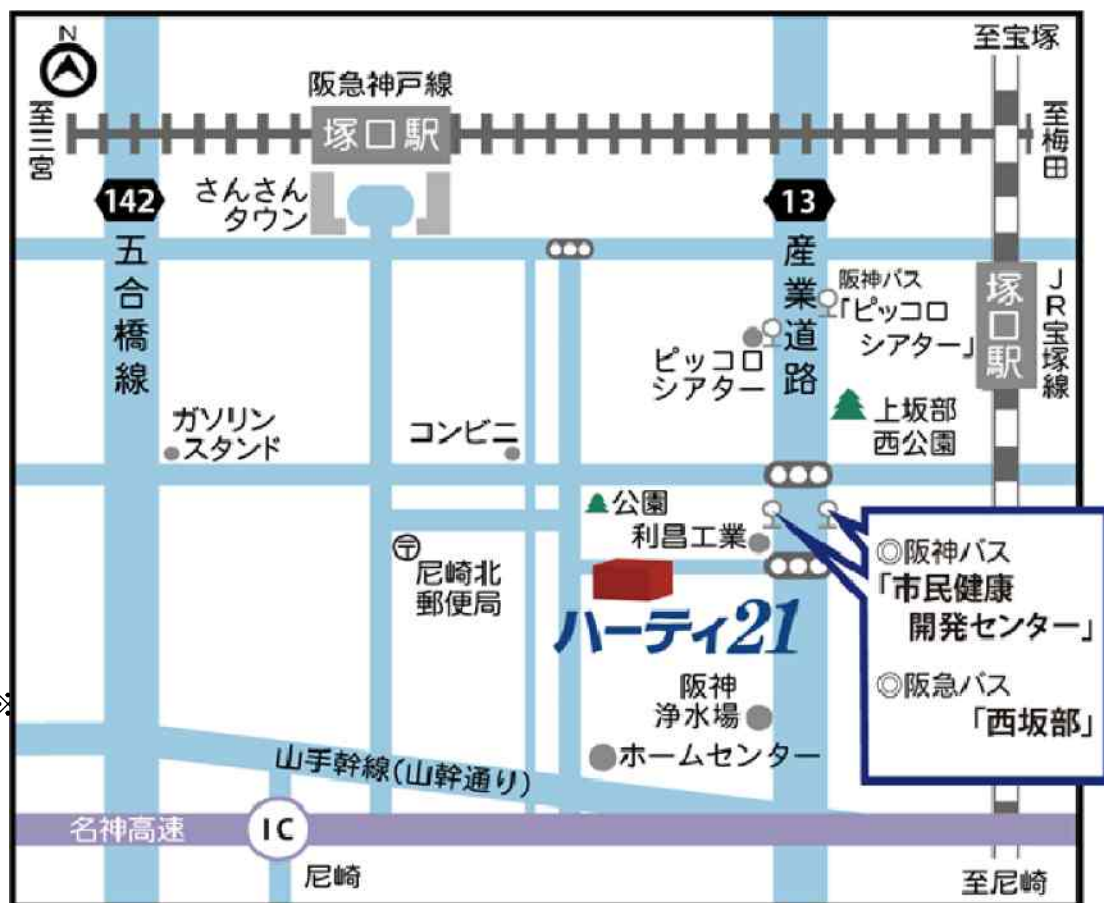 N
至宝塚
阪急神戸線
至三宮
塚口駅
至梅田
142
さんさん
タウン
13
五合橋線
産業道路
阪神バス
「ピッコロ
シアター」
塚口駅
JR宝塚線
ピッコロ
シアター
ガソリン
スタンド
コンビニ
上坂部
西公園
公園
利昌工業
〒
尼崎北
郵便局
ハーティ21
◎阪神バス
「市民健康
開発センター」
◎阪急バス
「西坂部」
※
阪神
浄水場
ホームセンター
山手幹線(山幹通り)
名神高速
IC
尼崎
至尼崎